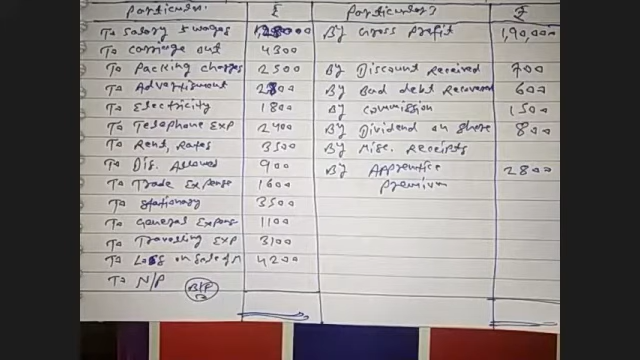 Particulars ₹ Particulars ₹
To Salary & wages By Gross Profit 1,90,000
To Carriage out 4300
To Packing charges 2500 By Discount Received 700
To Advertisment By Bad debt Recovered 600
To Electricity 1800 By Commission 1500
To Telephone Exp 2400 By Dividend on share 800
To Rent, Rates 3500 By Misc. Receipts
To Dis. Allowed 900 By Apprentice 2800
To Trade Expense 1600 premium
To Stationary 3500
To General Expens 1100
To Travelling Exp 3100
To Loss on Sale of 4200
To N/P